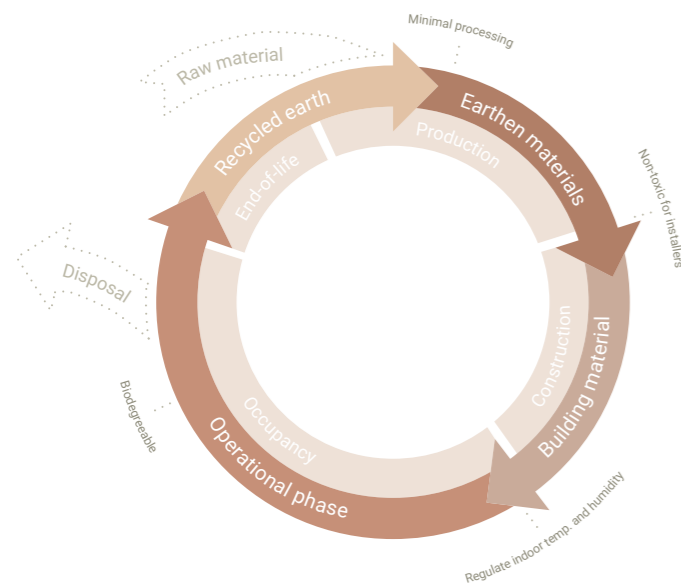 Minimal processing
Raw material
Recycled earth
Earthen materials
Production
End-of-life
Non-toxic for installers
Disposal
Construction
Building material
Biodegreeable
Occupancy
Operational phase
Regulate indoor temp. and humidity